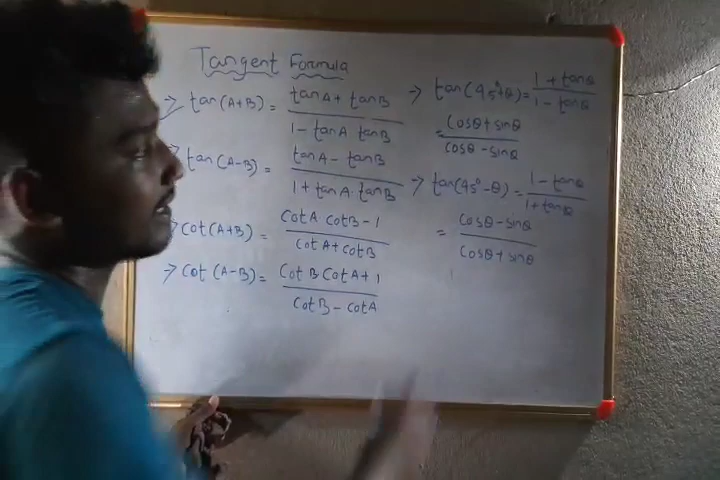 Tangent Formula
→ tan(A+B) = tanA + tanB / 1 - tanA tanB
→ tan(A-B) = tanA - tanB / 1 + tanA. tanB
→ cot(A+B) = cotA cotB - 1 / cotA + cotB
→ cot(A-B) = cotB cotA + 1 / cotB - cotA
→ tan(45°+θ) = 1 + tanθ / 1 - tanθ
= cosθ + sinθ / cosθ - sinθ
→ tan(45°-θ) = 1 - tanθ / 1 + tanθ
= cosθ - sinθ / cosθ + sinθ